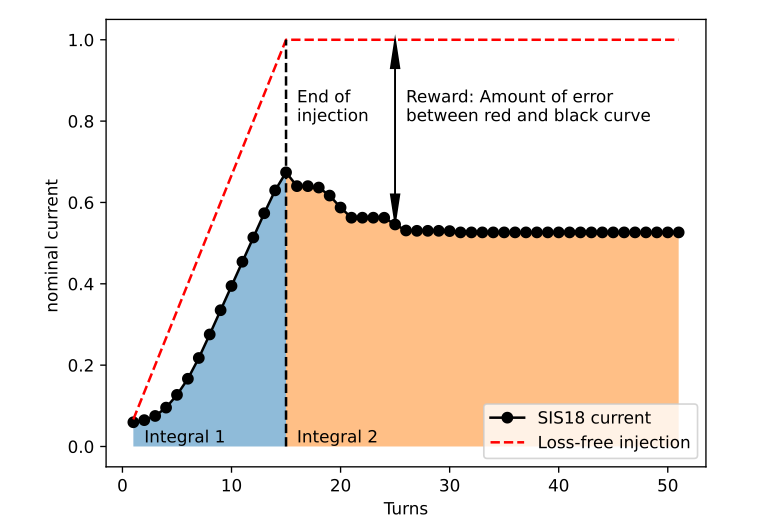 1.0
0.8
0.6
0.4
0.2
0.0
nominal current
End of
injection
Reward: Amount of error
between red and black curve
Integral 1
Integral 2
SIS18 current
Loss-free injection
0 10 20 30 40 50
Turns